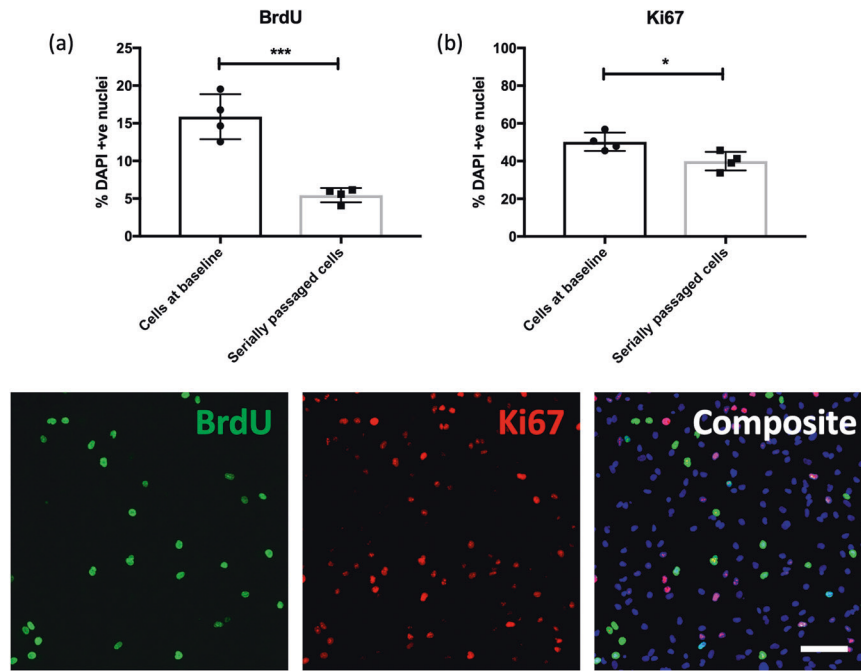 BrdU
(a)
***
25
20
15
10
5
0
% DAPI +ve nuclei
Cells at baseline
Serially passaged cells
Ki67
(b)
*
100
80
60
40
20
0
% DAPI +ve nuclei
Cells at baseline
Serially passaged cells
BrdU
Ki67
Composite